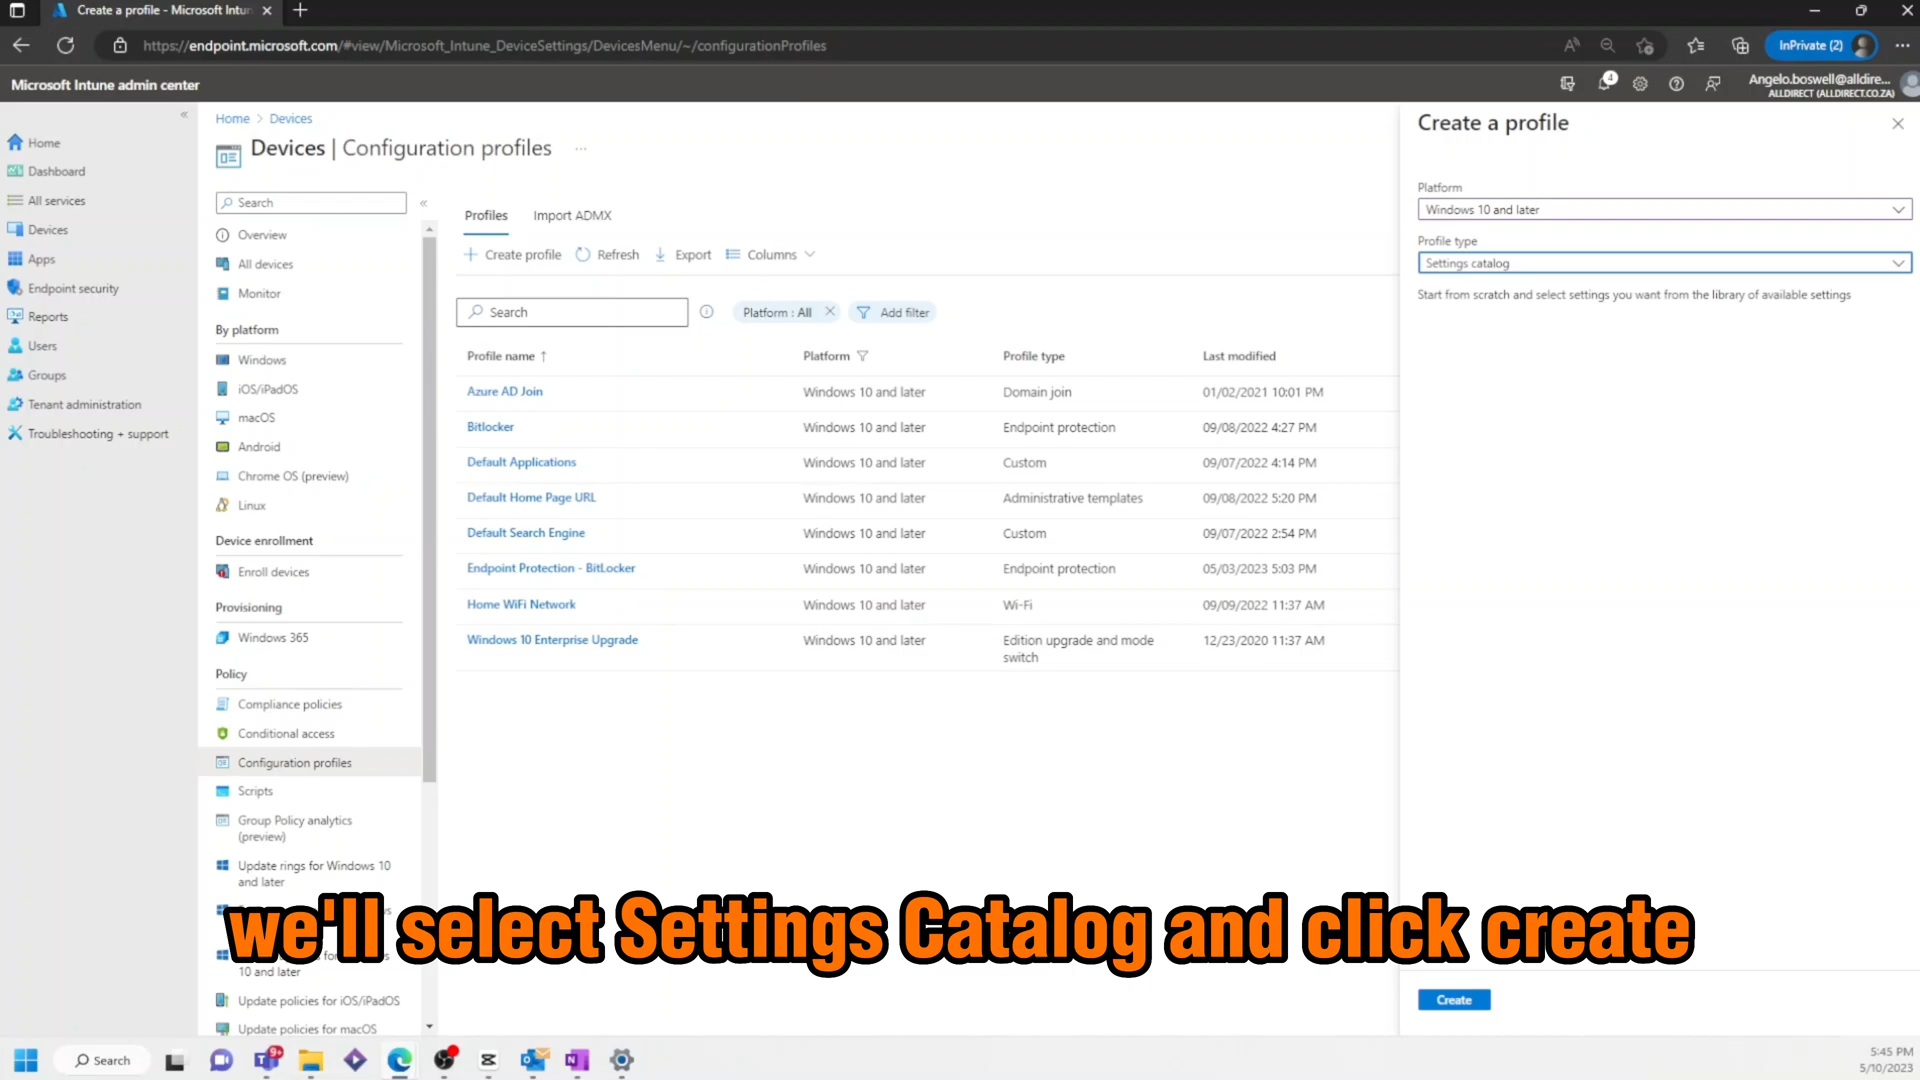 Create a profile - Microsoft Intun
https://endpoint.microsoft.com/#view/Microsoft_Intune_DeviceSettings/DevicesMenu/~/configurationProfiles
InPrivate (2)
Microsoft Intune admin center
4
Angelo.boswell@alldire...
ALLDIRECT (ALLDIRECT.CO.ZA)
Home
Dashboard
All services
Devices
Apps
Endpoint security
Reports
Users
Groups
Tenant administration
Troubleshooting + support
Home > Devices
Devices | Configuration profiles ...
Search
Overview
All devices
Monitor
By platform
Windows
iOS/iPadOS
macOS
Android
Chrome OS (preview)
Linux
Device enrollment
Enroll devices
Provisioning
Windows 365
Policy
Compliance policies
Conditional access
Configuration profiles
Scripts
Group Policy analytics
(preview)
Update rings for Windows 10
and later
10 and later
Update policies for iOS/iPadOS
Update policies for macOS
Profiles Import ADMX
Create profile Refresh Export Columns
Search Platform : All Add filter
Profile name ↑ Platform Profile type Last modified
Azure AD Join Windows 10 and later Domain join 01/02/2021 10:01 PM
Bitlocker Windows 10 and later Endpoint protection 09/08/2022 4:27 PM
Default Applications Windows 10 and later Custom 09/07/2022 4:14 PM
Default Home Page URL Windows 10 and later Administrative templates 09/08/2022 5:20 PM
Default Search Engine Windows 10 and later Custom 09/07/2022 2:54 PM
Endpoint Protection - BitLocker Windows 10 and later Endpoint protection 05/03/2023 5:03 PM
Home WiFi Network Windows 10 and later Wi-Fi 09/09/2022 11:37 AM
Windows 10 Enterprise Upgrade Windows 10 and later Edition upgrade and mode 12/23/2020 11:37 AM
switch
Create a profile
Platform
Windows 10 and later
Profile type
Settings catalog
Start from scratch and select settings you want from the library of available settings
we'll select Settings Catalog and click create
Create
Search
9+
5:45 PM
5/10/2023